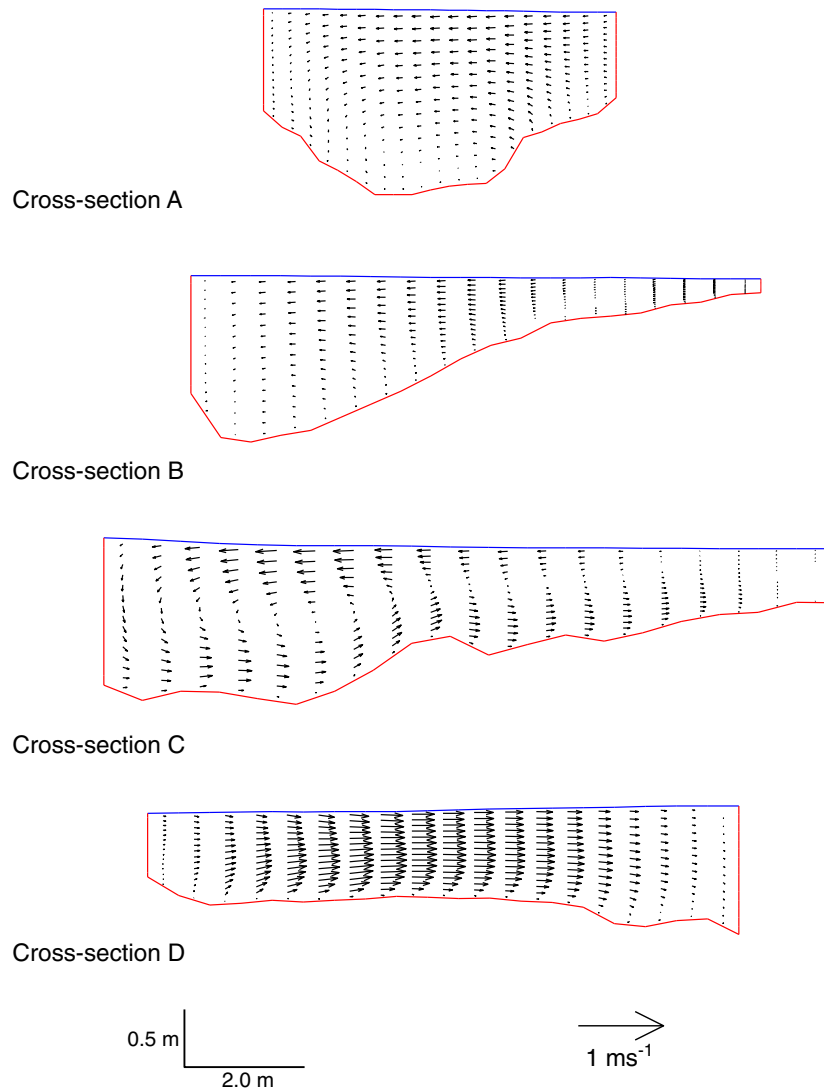 Cross-section A
Cross-section B
Cross-section C
Cross-section D
0.5 m
2.0 m
1 ms⁻¹